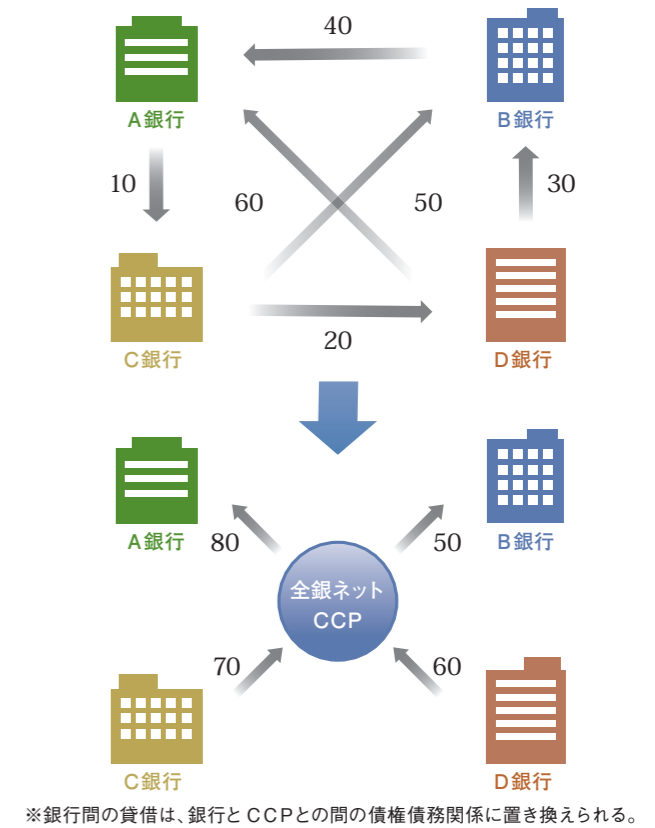 40
A銀行
B銀行
10
60
50
30
20
C銀行
D銀行
A銀行
80
50
B銀行
全銀ネット
CCP
70
60
C銀行
D銀行
※銀行間の貸借は、銀行とCCPとの間の債権債務関係に置き換えられる。